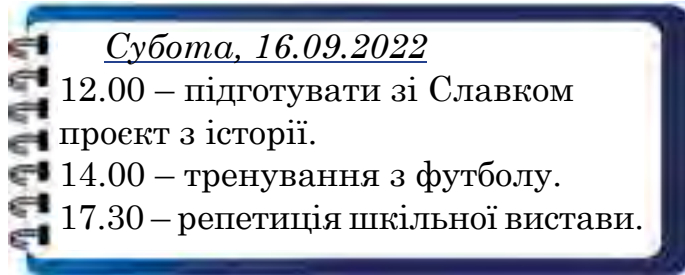 Субота, 16.09.2022
12.00 – підготувати зі Славком
проєкт з історії.
14.00 – тренування з футболу.
17.30 – репетиція шкільної вистави.